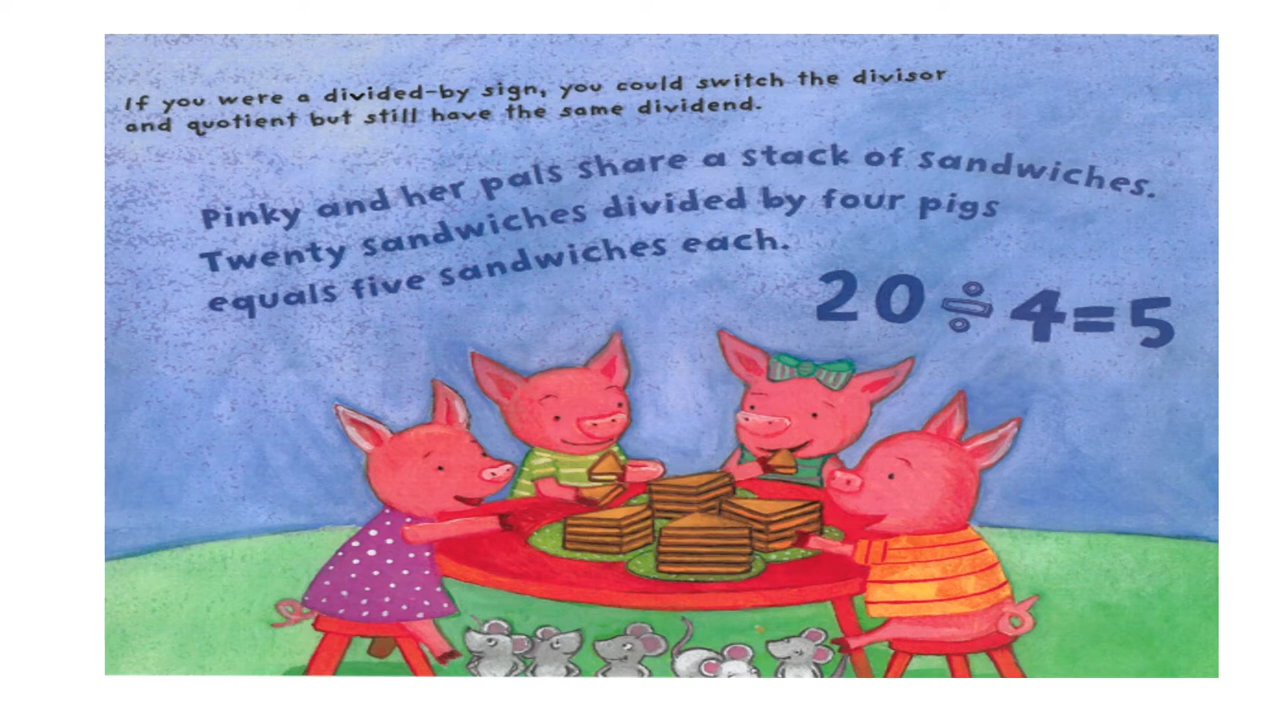 If you were a divided-by sign, you could switch the divisor
and quotient but still have the same dividend.
Pinky and her pals share a stack of sandwiches.
Twenty sandwiches divided by four pigs
equals five sandwiches each.
20÷4=5